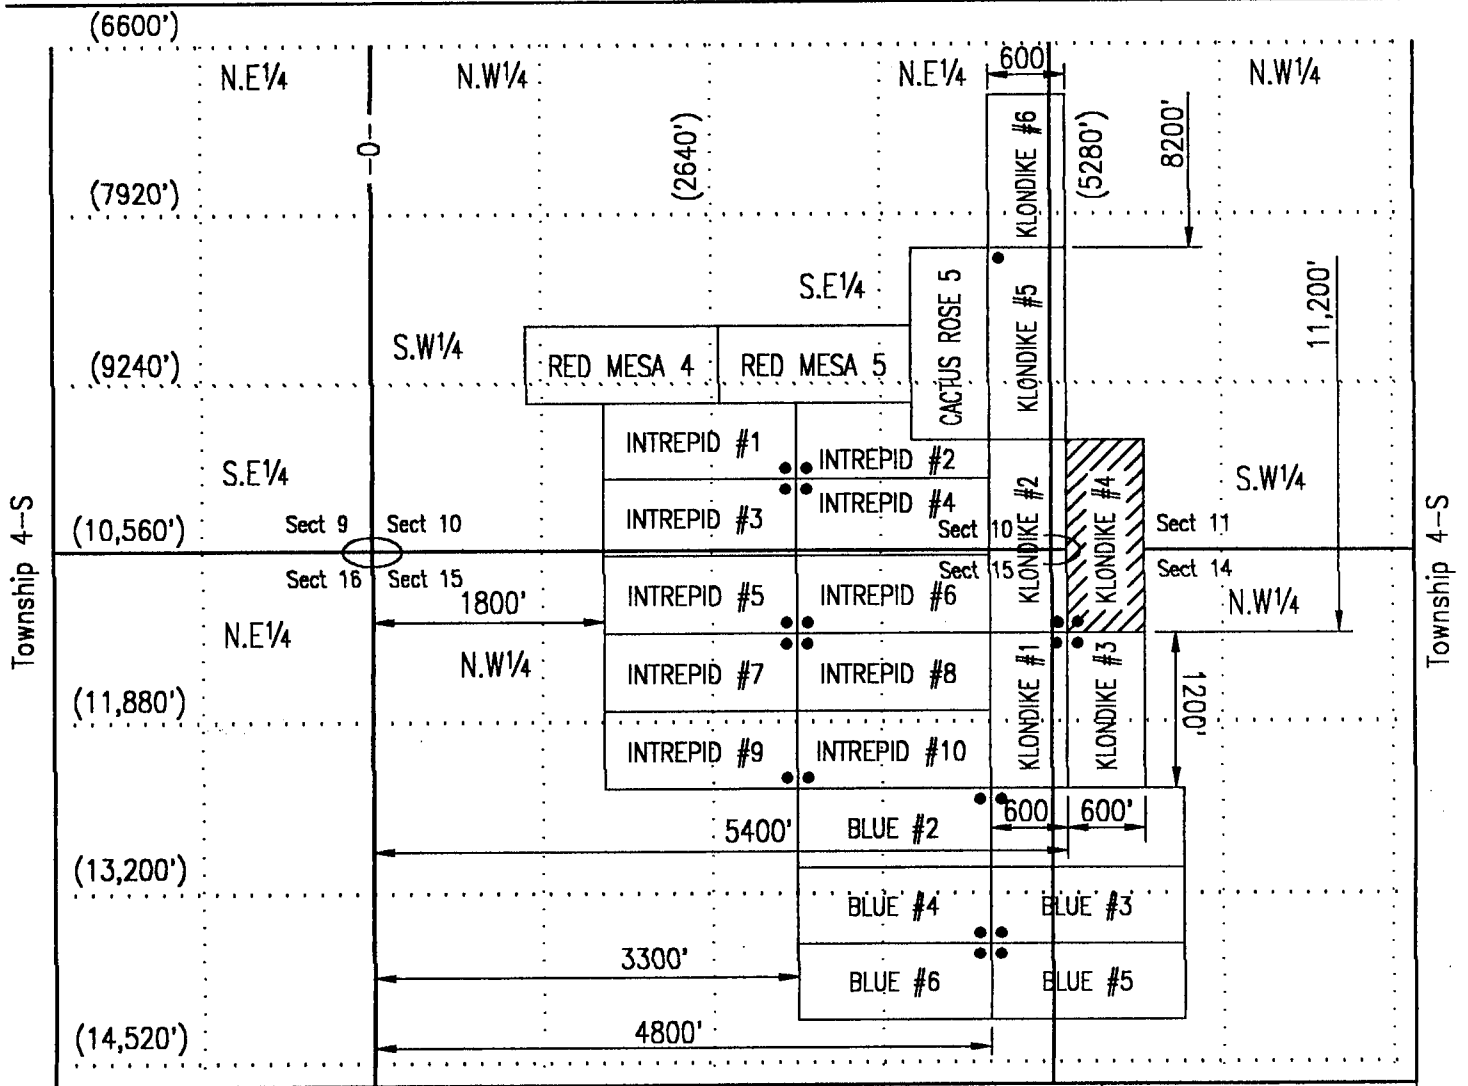 (6600')
N.E1/4
N.W1/4
N.E1/4
600
N.W1/4
-0-
(2640')
KLONDIKE #6
(5280')
8200'
(7920')
S.E1/4
CACTUS ROSE 5
KLONDIKE #5
11,200'
S.W1/4
(9240')
RED MESA 4
RED MESA 5
INTREPID #1
INTREPID #2
S.E1/4
S.W1/4
INTREPID #3
INTREPID #4
KLONDIKE #2
KLONDIKE #4
Township 4-S
Township 4-S
(10,560')
Sect 9
Sect 10
Sect 10
Sect 11
Sect 16
Sect 15
Sect 15
Sect 14
1800'
INTREPID #5
INTREPID #6
N.W1/4
N.E1/4
N.W1/4
INTREPID #7
INTREPID #8
KLONDIKE #1
KLONDIKE #3
1200'
(11,880')
INTREPID #9
INTREPID #10
600
600'
5400'
BLUE #2
(13,200')
BLUE #4
BLUE #3
3300'
BLUE #6
BLUE #5
4800'
(14,520')